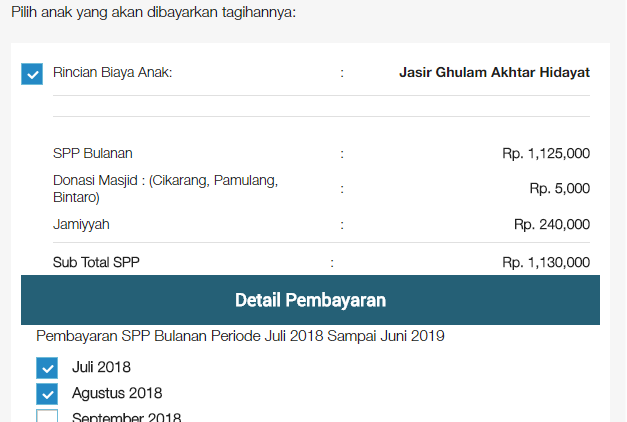 Pilih anak yang akan dibayarkan tagihannya:
Rincian Biaya Anak: : Jasir Ghulam Akhtar Hidayat
SPP Bulanan : Rp. 1,125,000
Donasi Masjid : (Cikarang, Pamulang,
Bintaro) : Rp. 5,000
Jamiyyah : Rp. 240,000
Sub Total SPP : Rp. 1,130,000
Detail Pembayaran
Pembayaran SPP Bulanan Periode Juli 2018 Sampai Juni 2019
Juli 2018
Agustus 2018
September 2018